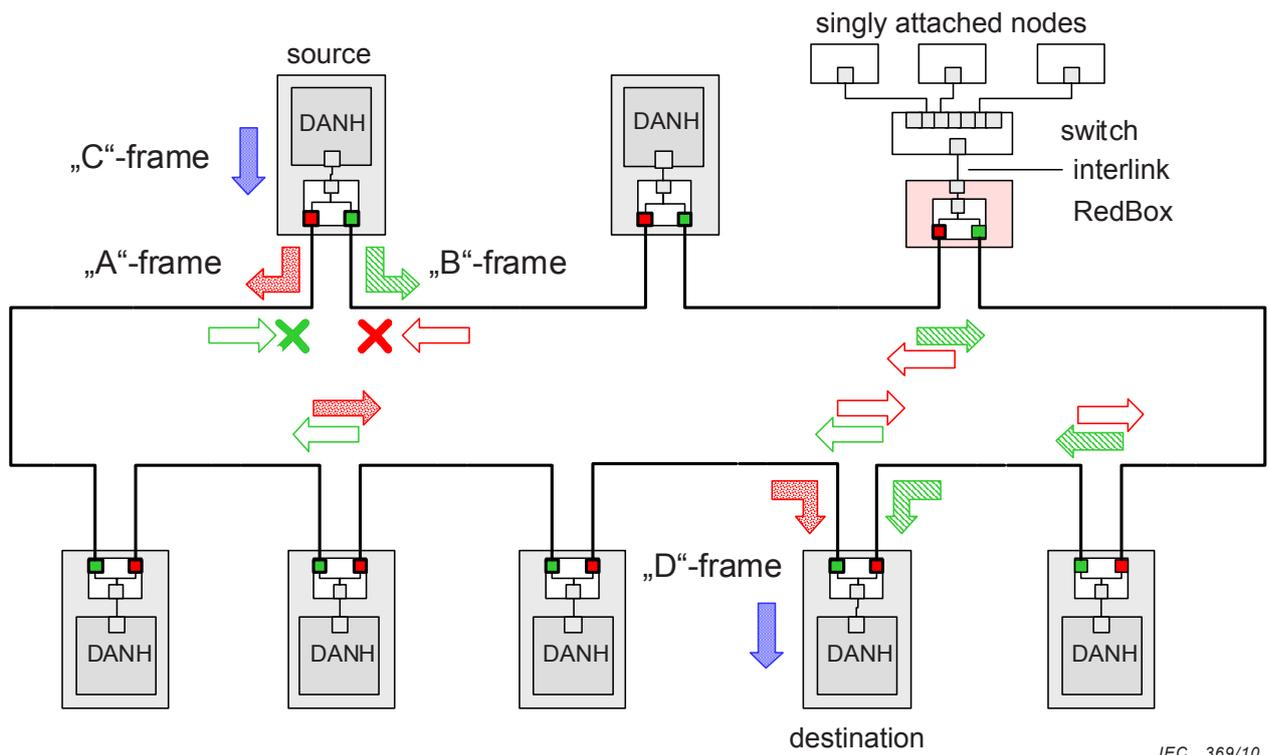 singly attached nodes
source
DANH
DANH
„C“-frame
switch
interlink
RedBox
„A“-frame
„B“-frame
„D“-frame
DANH
DANH
DANH
DANH
DANH
destination
IEC 369/10